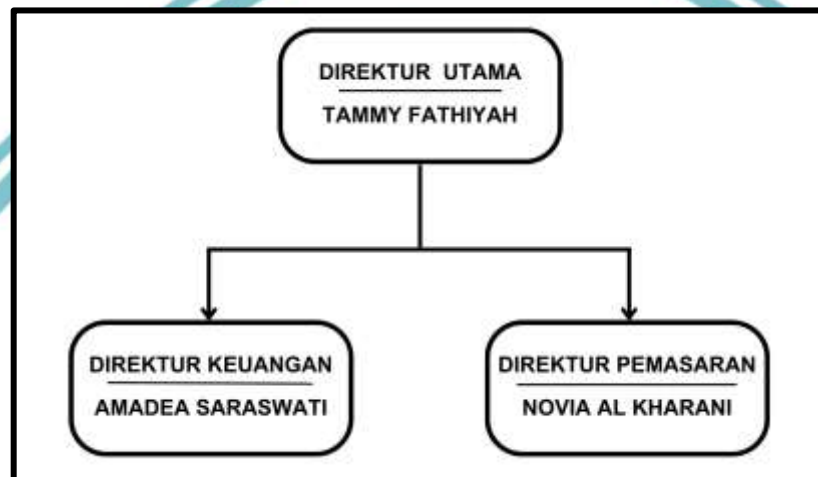 DIREKTUR UTAMA
TAMMY FATHIYAH
DIREKTUR KEUANGAN
AMADEA SARASWATI
DIREKTUR PEMASARAN
NOVIA AL KHARANI